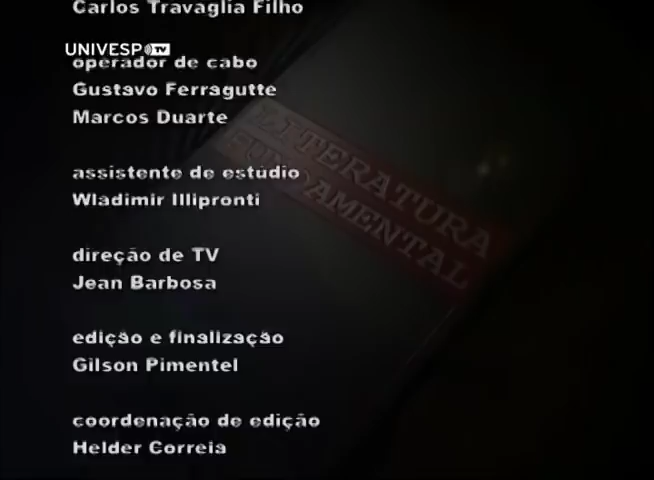 Carlos Travaglia Filho
UNIVESP TV
operador de cabo
Gustavo Ferragutte
Marcos Duarte
assistente de estúdio
Wladimir Illipronti
direção de TV
Jean Barbosa
edição e finalização
Gilson Pimentel
coordenação de edição
Helder Correia
LITERATURA
FUNDAMENTAL